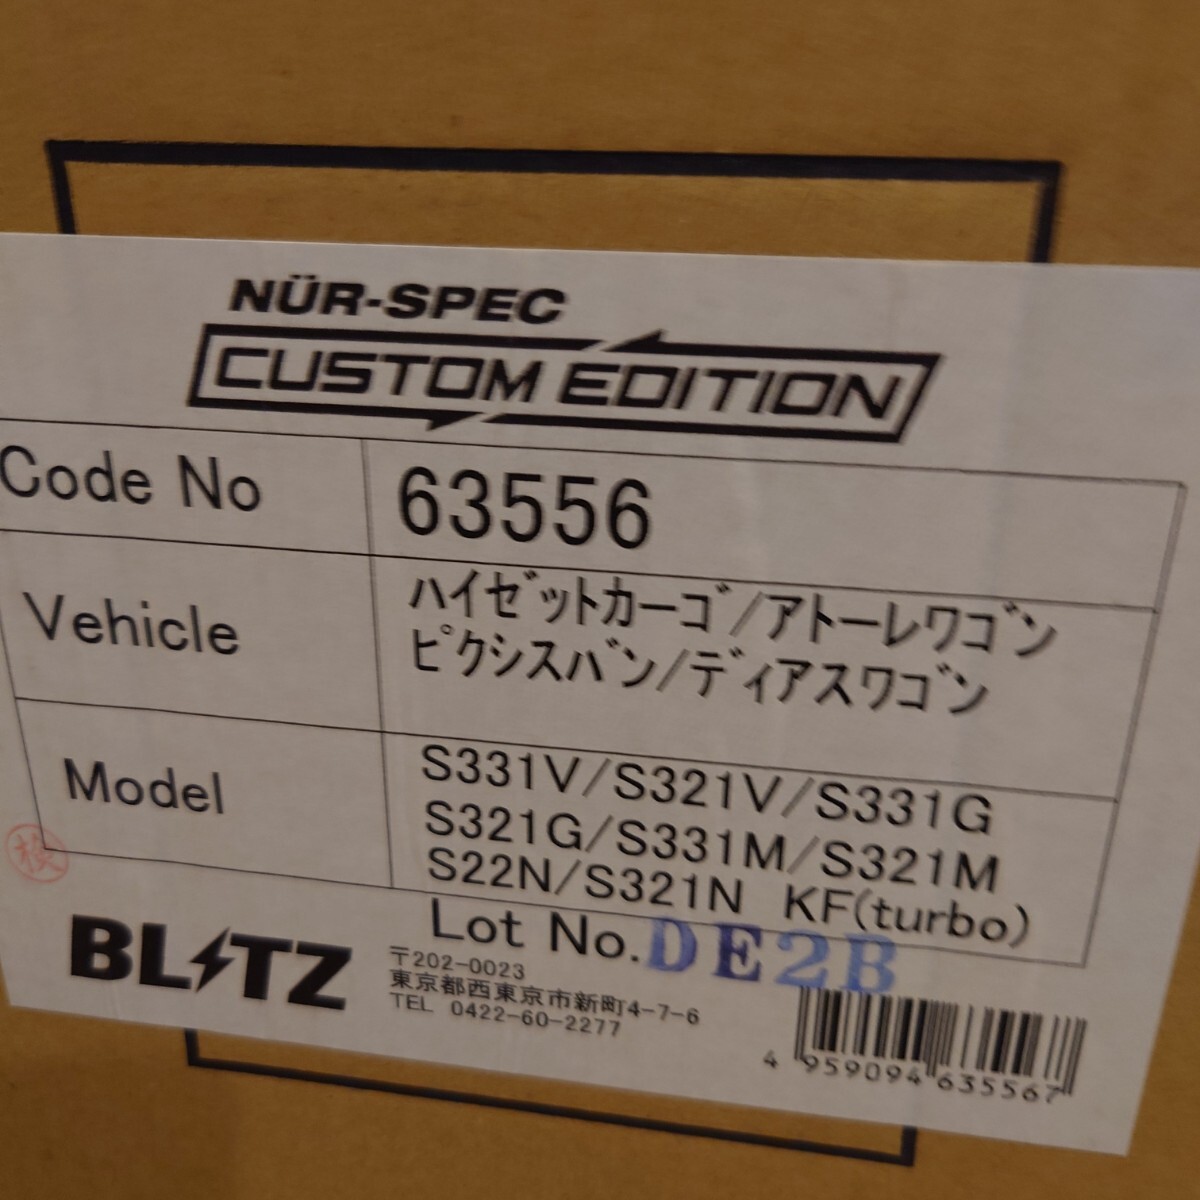 NÜR-SPEC
CUSTOM EDITION
Code No 63556
Vehicle ﾊｲｾﾞｯﾄｶｰｺﾞ/ｱﾄｰﾚﾜｺﾞﾝ
ﾋﾟｸｼｽﾊﾞﾝ/ﾃﾞｨｱｽﾜｺﾞﾝ
Model S331V/S321V/S331G
S321G/S331M/S321M
S22N/S321N KF(turbo)
検
Lot No. DE2B
BLITZ
〒202-0023
東京都西東京市新町4-7-6
TEL 0422-60-2277
4 959094 635567